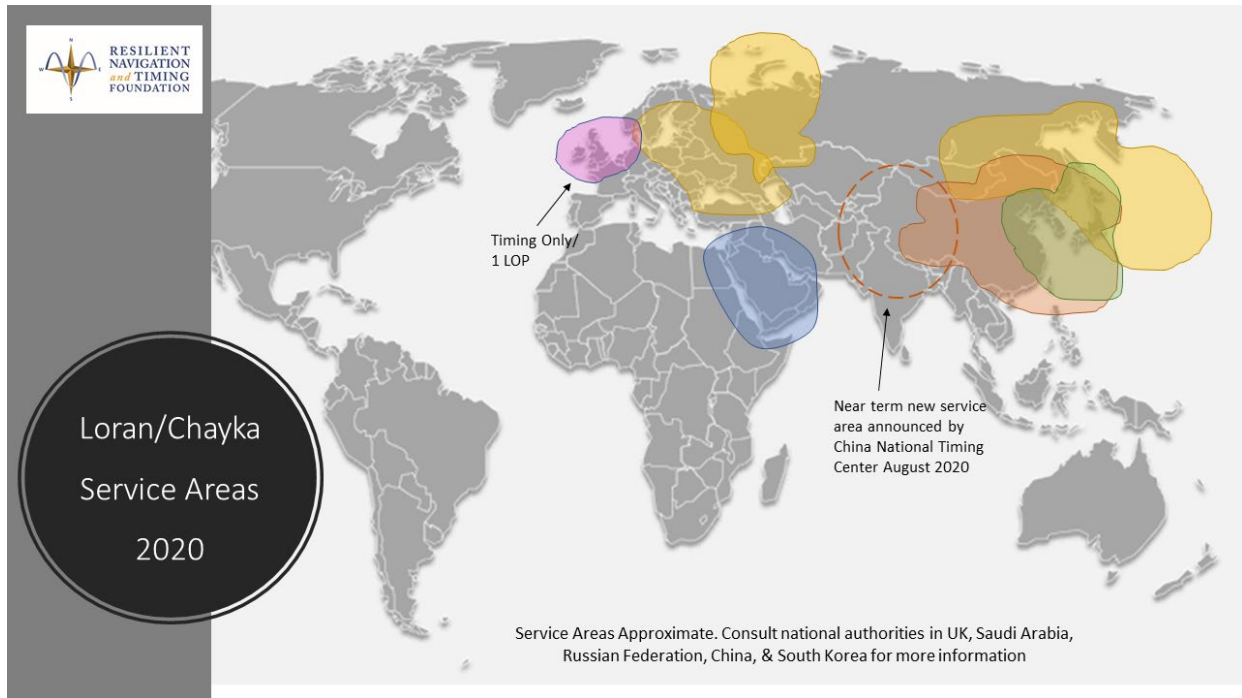 N
W E
S
RESILIENT
NAVIGATION
and TIMING
FOUNDATION
Timing Only/
1 LOP
Near term new service
area announced by
China National Timing
Center August 2020
Loran/Chayka
Service Areas
2020
Service Areas Approximate. Consult national authorities in UK, Saudi Arabia,
Russian Federation, China, & South Korea for more information